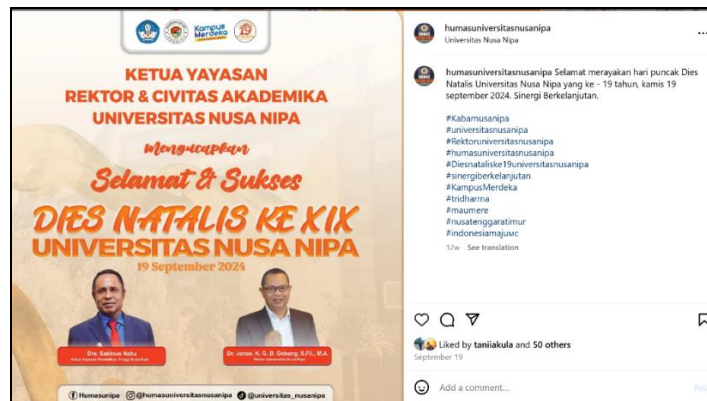 Kampus
Merdeka
KETUA YAYASAN
REKTOR & CIVITAS AKADEMIKA
UNIVERSITAS NUSA NIPA
Mengucapkan
Selamat & Sukses
DIES NATALIS KE XIX
UNIVERSITAS NUSA NIPA
19 September 2024
Drs. Sabinus Nabu
Dr. Jonas. K. G. D. Gobang, S.Fil., M.A.
Humasunipa @humasuniversitasnusanipa @universitas_nusanipa
humasuniversitasnusanipa
Universitas Nusa Nipa
humasuniversitasnusanipa Selamat merayakan hari puncak Dies
Natalis Universitas Nusa Nipa yang ke - 19 tahun, kamis 19
september 2024. Sinergi Berkelanjutan.
#Kabarnusanipa
#universitasnusanipa
#Rektoruniversitasnusanipa
#humasuniversitasnusanipa
#Diesnataliske19universitasnusanipa
#sinergiberkelanjutan
#KampusMerdeka
#tridharma
#maumere
#nusatenggaratimur
#indonesiamajuuc
12w See translation
Liked by taniiakula and 50 others
September 19
Add a comment...
Post